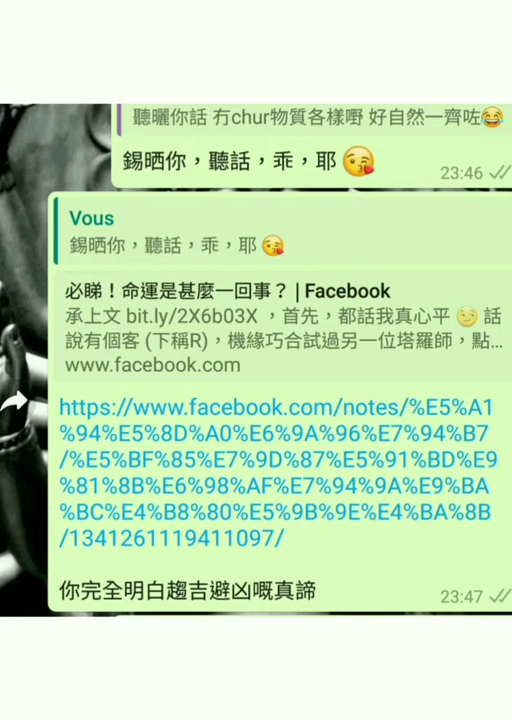 聽曬你話 冇chur物質各樣嘢 好自然一齊咗😂
錫晒你，聽話，乖，耶 😘
23:46
Vous
錫晒你，聽話，乖，耶 😘
必睇！命運是甚麼一回事？ | Facebook
承上文 bit.ly/2X6b03X ，首先，都話我真心平 😏 話
說有個客 (下稱R)，機緣巧合試過另一位塔羅師，點...
www.facebook.com
https://www.facebook.com/notes/%E5%A1
%94%E5%8D%A0%E6%9A%96%E7%94%B7
/%E5%BF%85%E7%9D%87%E5%91%BD%E9
%81%8B%E6%98%AF%E7%94%9A%E9%BA
%BC%E4%B8%80%E5%9B%9E%E4%BA%8B
/1341261119411097/
你完全明白趨吉避凶嘅真諦
23:47